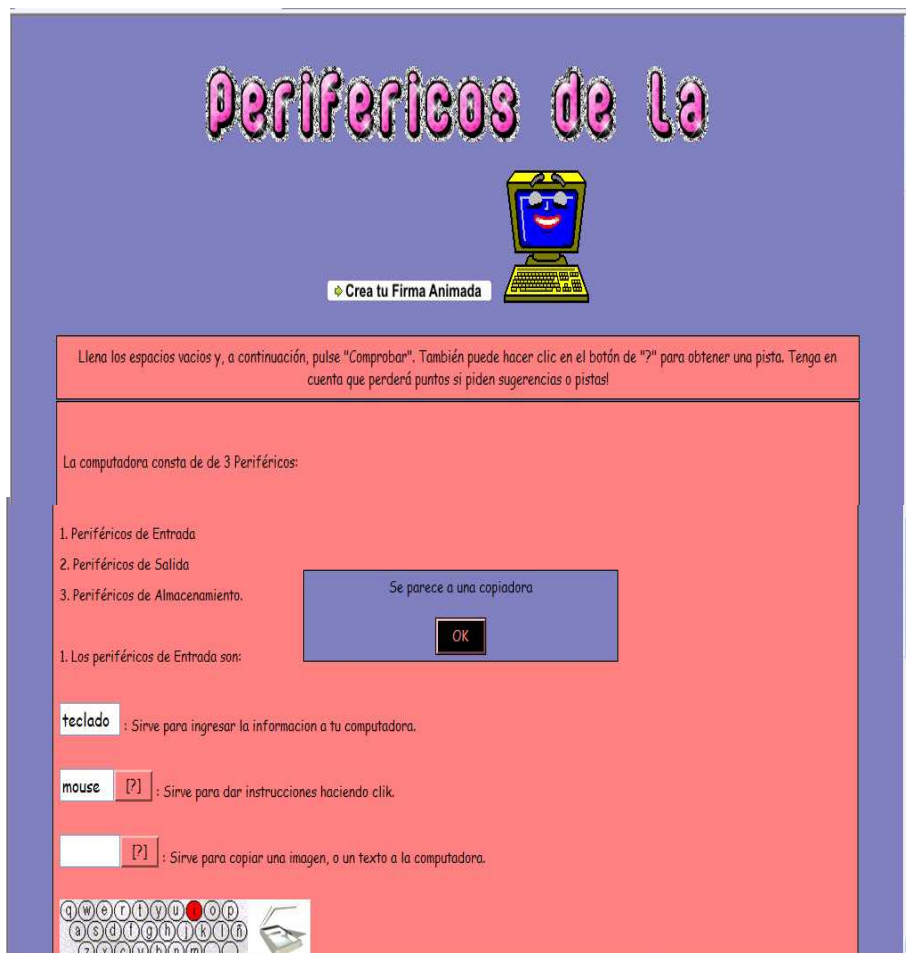 Perifericos de la
Crea tu Firma Animada
Llena los espacios vacios y, a continuación, pulse "Comprobar". También puede hacer clic en el botón de "?" para obtener una pista. Tenga en
cuenta que perderá puntos si piden sugerencias o pistas!
La computadora consta de de 3 Periféricos:
1. Periféricos de Entrada
2. Periféricos de Salida
3. Periféricos de Almacenamiento.
Se parece a una copiadora
OK
1. Los periféricos de Entrada son:
teclado : Sirve para ingresar la informacion a tu computadora.
mouse [?] : Sirve para dar instrucciones haciendo clik.
[?] : Sirve para copiar una imagen, o un texto a la computadora.
q w e r t y u i o p
a s d f g h j k l ñ
z x c v b n m